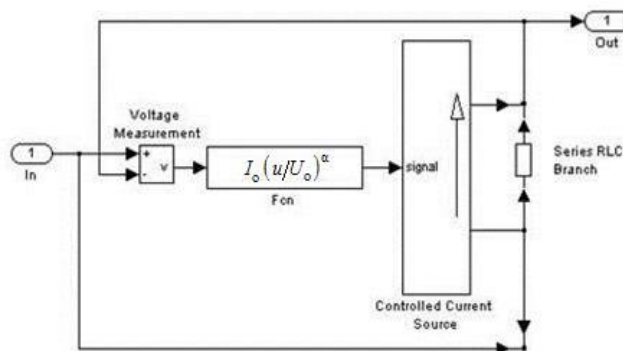 1
Out
Voltage
Measurement
1
In
+
-
v
I₀(u/U₀)^α
Fcn
signal
Series RLC
Branch
Controlled Current
Source